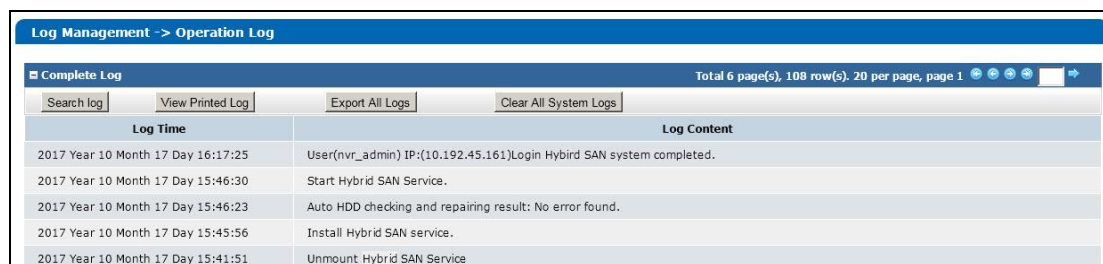 Log Management -> Operation Log
Complete Log Total 6 page(s), 108 row(s). 20 per page, page 1
Search log View Printed Log Export All Logs Clear All System Logs
Log Time Log Content
2017 Year 10 Month 17 Day 16:17:25 User(nvr_admin) IP:(10.192.45.161)Login Hybird SAN system completed.
2017 Year 10 Month 17 Day 15:46:30 Start Hybrid SAN Service.
2017 Year 10 Month 17 Day 15:46:23 Auto HDD checking and repairing result: No error found.
2017 Year 10 Month 17 Day 15:45:56 Install Hybrid SAN service.
2017 Year 10 Month 17 Day 15:41:51 Unmount Hybrid SAN Service